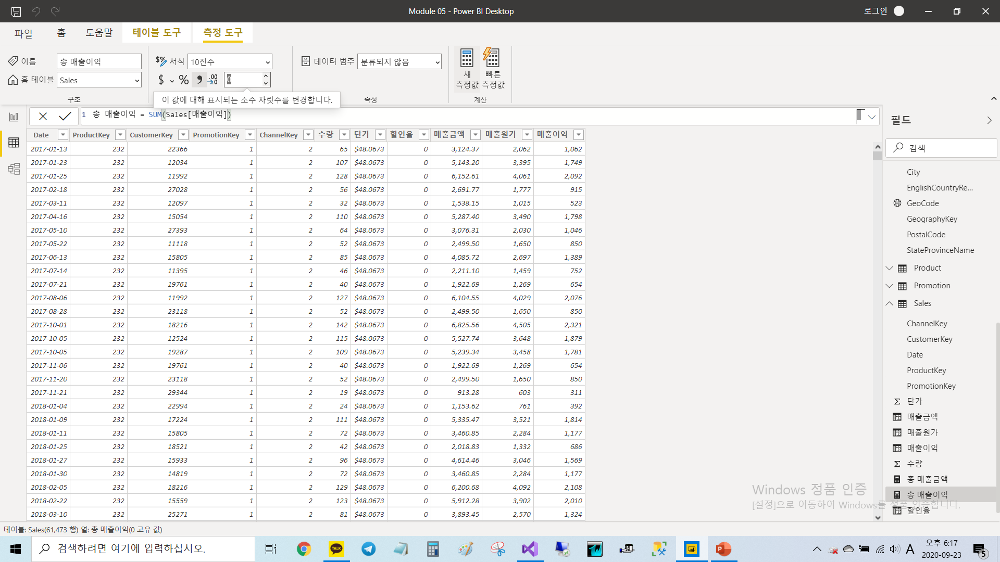 Module 05 - Power BI Desktop
로그인
파일 홈 도움말 테이블 도구 측정 도구
이름 총 매출이익
홈 테이블 Sales
구조
서식 10진수
$ % 9 .00 →0 0
데이터 범주 분류되지 않음
속성
새 측정값
빠른 측정값
계산
이 값에 대해 표시되는 소수 자릿수를 변경합니다.
1 총 매출이익 = SUM(Sales[매출이익])
Date ProductKey CustomerKey PromotionKey ChannelKey 수량 단가 할인율 매출금액 매출원가 매출이익
2017-01-13 232 22366 1 2 65 $48.0673 0 3,124.37 2,062 1,062
2017-01-23 232 12034 1 2 107 $48.0673 0 5,143.20 3,395 1,749
2017-01-25 232 11992 1 2 128 $48.0673 0 6,152.61 4,061 2,092
2017-02-18 232 27028 1 2 56 $48.0673 0 2,691.77 1,777 915
2017-03-11 232 12097 1 2 32 $48.0673 0 1,538.15 1,015 523
2017-04-16 232 15054 1 2 110 $48.0673 0 5,287.40 3,490 1,798
2017-05-10 232 27393 1 2 64 $48.0673 0 3,076.31 2,030 1,046
2017-05-22 232 11118 1 2 52 $48.0673 0 2,499.50 1,650 850
2017-06-13 232 15805 1 2 85 $48.0673 0 4,085.72 2,697 1,389
2017-07-14 232 11395 1 2 46 $48.0673 0 2,211.10 1,459 752
2017-07-21 232 19761 1 2 40 $48.0673 0 1,922.69 1,269 654
2017-08-06 232 11992 1 2 127 $48.0673 0 6,104.55 4,029 2,076
2017-08-28 232 23118 1 2 52 $48.0673 0 2,499.50 1,650 850
2017-10-01 232 18216 1 2 142 $48.0673 0 6,825.56 4,505 2,321
2017-10-05 232 12524 1 2 115 $48.0673 0 5,527.74 3,648 1,879
2017-10-05 232 19287 1 2 109 $48.0673 0 5,239.34 3,458 1,781
2017-11-06 232 19761 1 2 40 $48.0673 0 1,922.69 1,269 654
2017-11-20 232 23118 1 2 52 $48.0673 0 2,499.50 1,650 850
2017-11-21 232 29344 1 2 19 $48.0673 0 913.28 603 311
2018-01-04 232 22994 1 2 24 $48.0673 0 1,153.62 761 392
2018-01-09 232 17224 1 2 111 $48.0673 0 5,335.47 3,521 1,814
2018-01-11 232 15805 1 2 72 $48.0673 0 3,460.85 2,284 1,177
2018-01-25 232 18521 1 2 42 $48.0673 0 2,018.83 1,332 686
2018-01-27 232 15933 1 2 96 $48.0673 0 4,614.46 3,046 1,569
2018-01-30 232 14819 1 2 72 $48.0673 0 3,460.85 2,284 1,177
2018-02-05 232 18216 1 2 129 $48.0673 0 6,200.68 4,092 2,108
2018-02-22 232 15559 1 2 123 $48.0673 0 5,912.28 3,902 2,010
2018-03-10 232 25271 1 2 81 $48.0673 0 3,893.45 2,570 1,324
필드
검색
City
EnglishCountryRe...
GeoCode
GeographyKey
PostalCode
StateProvinceName
Product
Promotion
Sales
ChannelKey
CustomerKey
Date
ProductKey
PromotionKey
단가
매출금액
매출원가
매출이익
수량
총 매출금액
총 매출이익
할인율
Windows 정품 인증
[설정]으로 이동하여 Windows를 정품 인증합니다.
테이블: Sales(61,473 행) 열: 총 매출이익(0 고유 값)
검색하려면 여기에 입력하십시오.
TALK
A
오후 6:17
2020-09-23
5